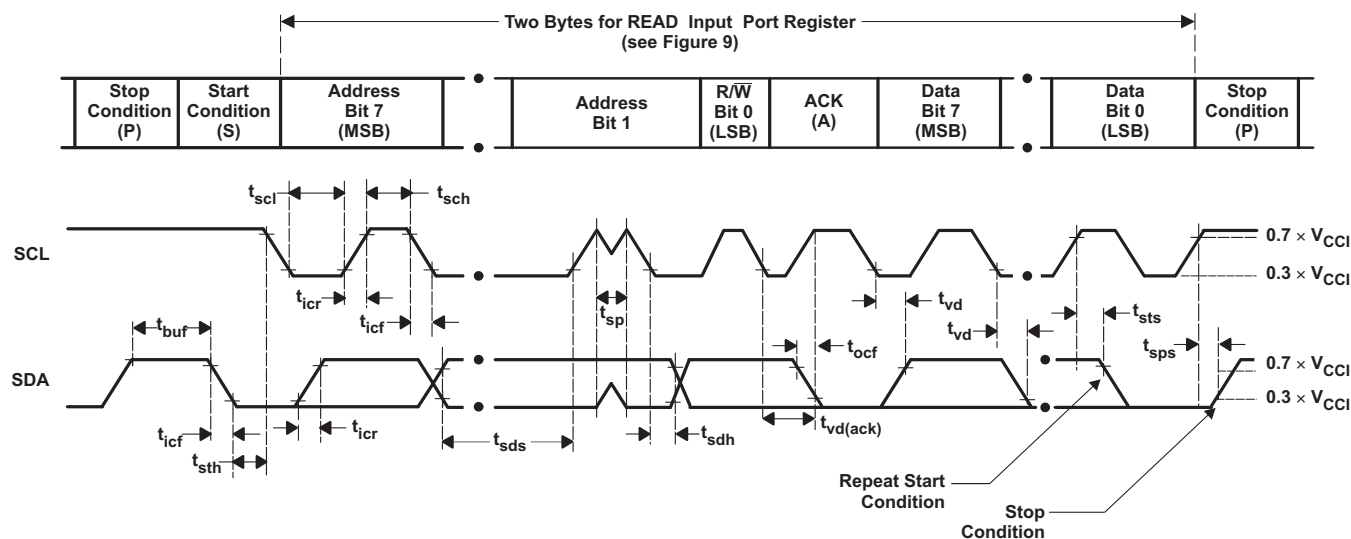 Two Bytes for READ Input Port Register
(see Figure 9)
Stop
Condition
(P)
Start
Condition
(S)
Address
Bit 7
(MSB)
Address
Bit 1
R/W̅
Bit 0
(LSB)
ACK
(A)
Data
Bit 7
(MSB)
Data
Bit 0
(LSB)
Stop
Condition
(P)
tscl
tsch
SCL
0.7 × VCCI
0.3 × VCCI
ticr
ticf
tbuf
tsp
tvd
tvd
tsts
tocf
tsps
SDA
0.7 × VCCI
0.3 × VCCI
ticf
ticr
tsth
tsds
tsdh
tvd(ack)
Repeat Start
Condition
Stop
Condition